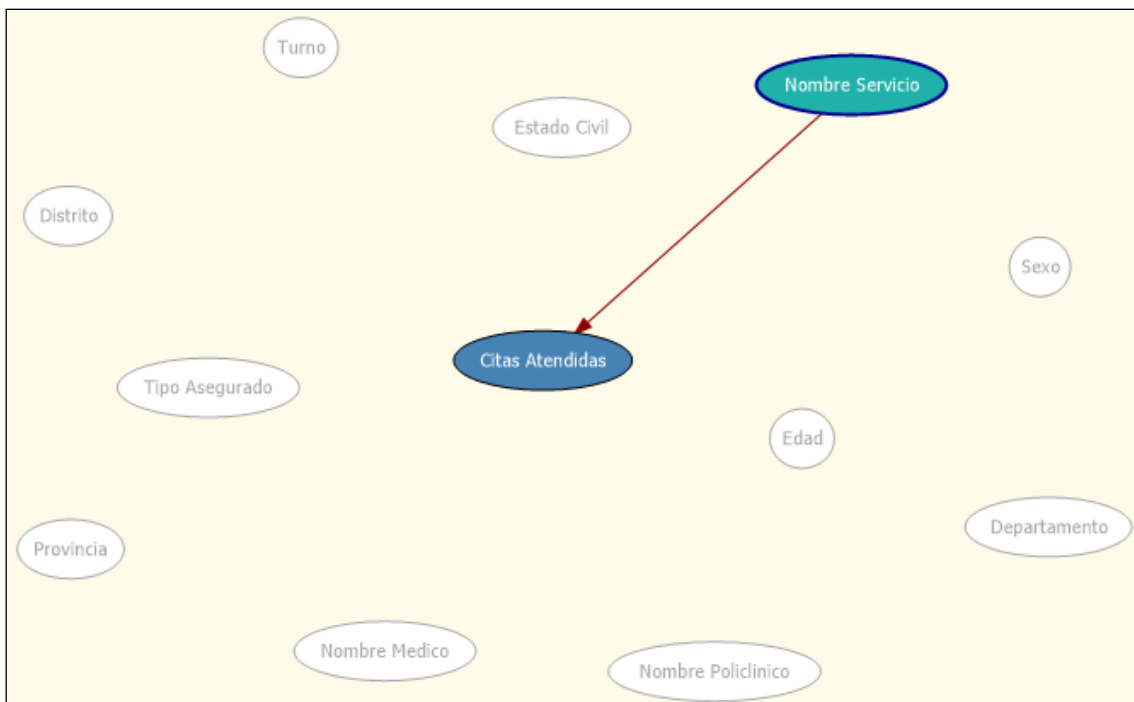 Turno
Nombre Servicio
Estado Civil
Distrito
Sexo
Citas Atendidas
Tipo Asegurado
Edad
Departamento
Provincia
Nombre Medico
Nombre Policlinico